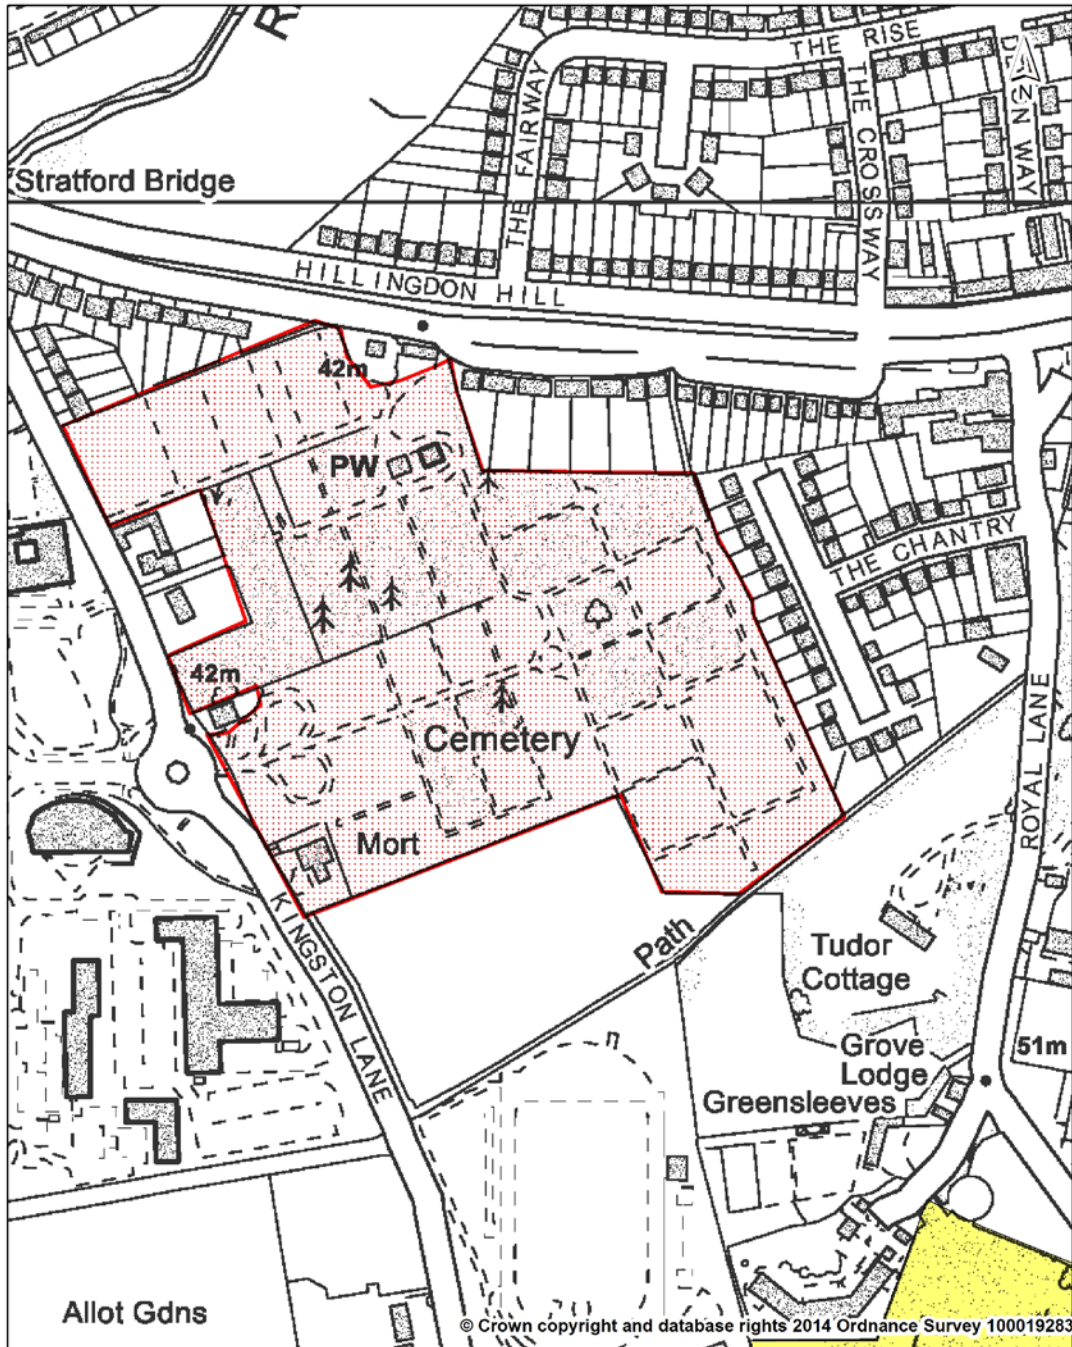 THE RISE
THE FAIRWAY
THE CROSSWAY
N
WAY
Stratford Bridge
HILLINGDON HILL
42m
PW
THE CHANTRY
42m
Cemetery
Mort
KINGSTON LANE
ROYAL LANE
Path
Tudor
Cottage
Grove
Lodge
51m
Greensleeves
Allot Gdns
© Crown copyright and database rights 2014 Ordnance Survey 100019283